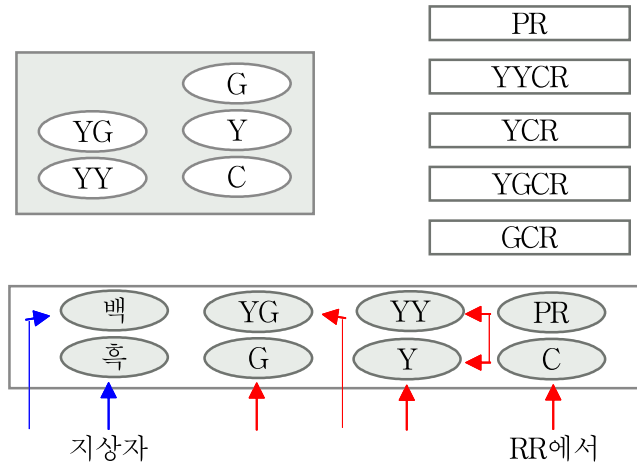 G
YG Y
YY C
PR
YYCR
YCR
YGCR
GCR
백 YG YY PR
흑 G Y C
지상자 RR에서